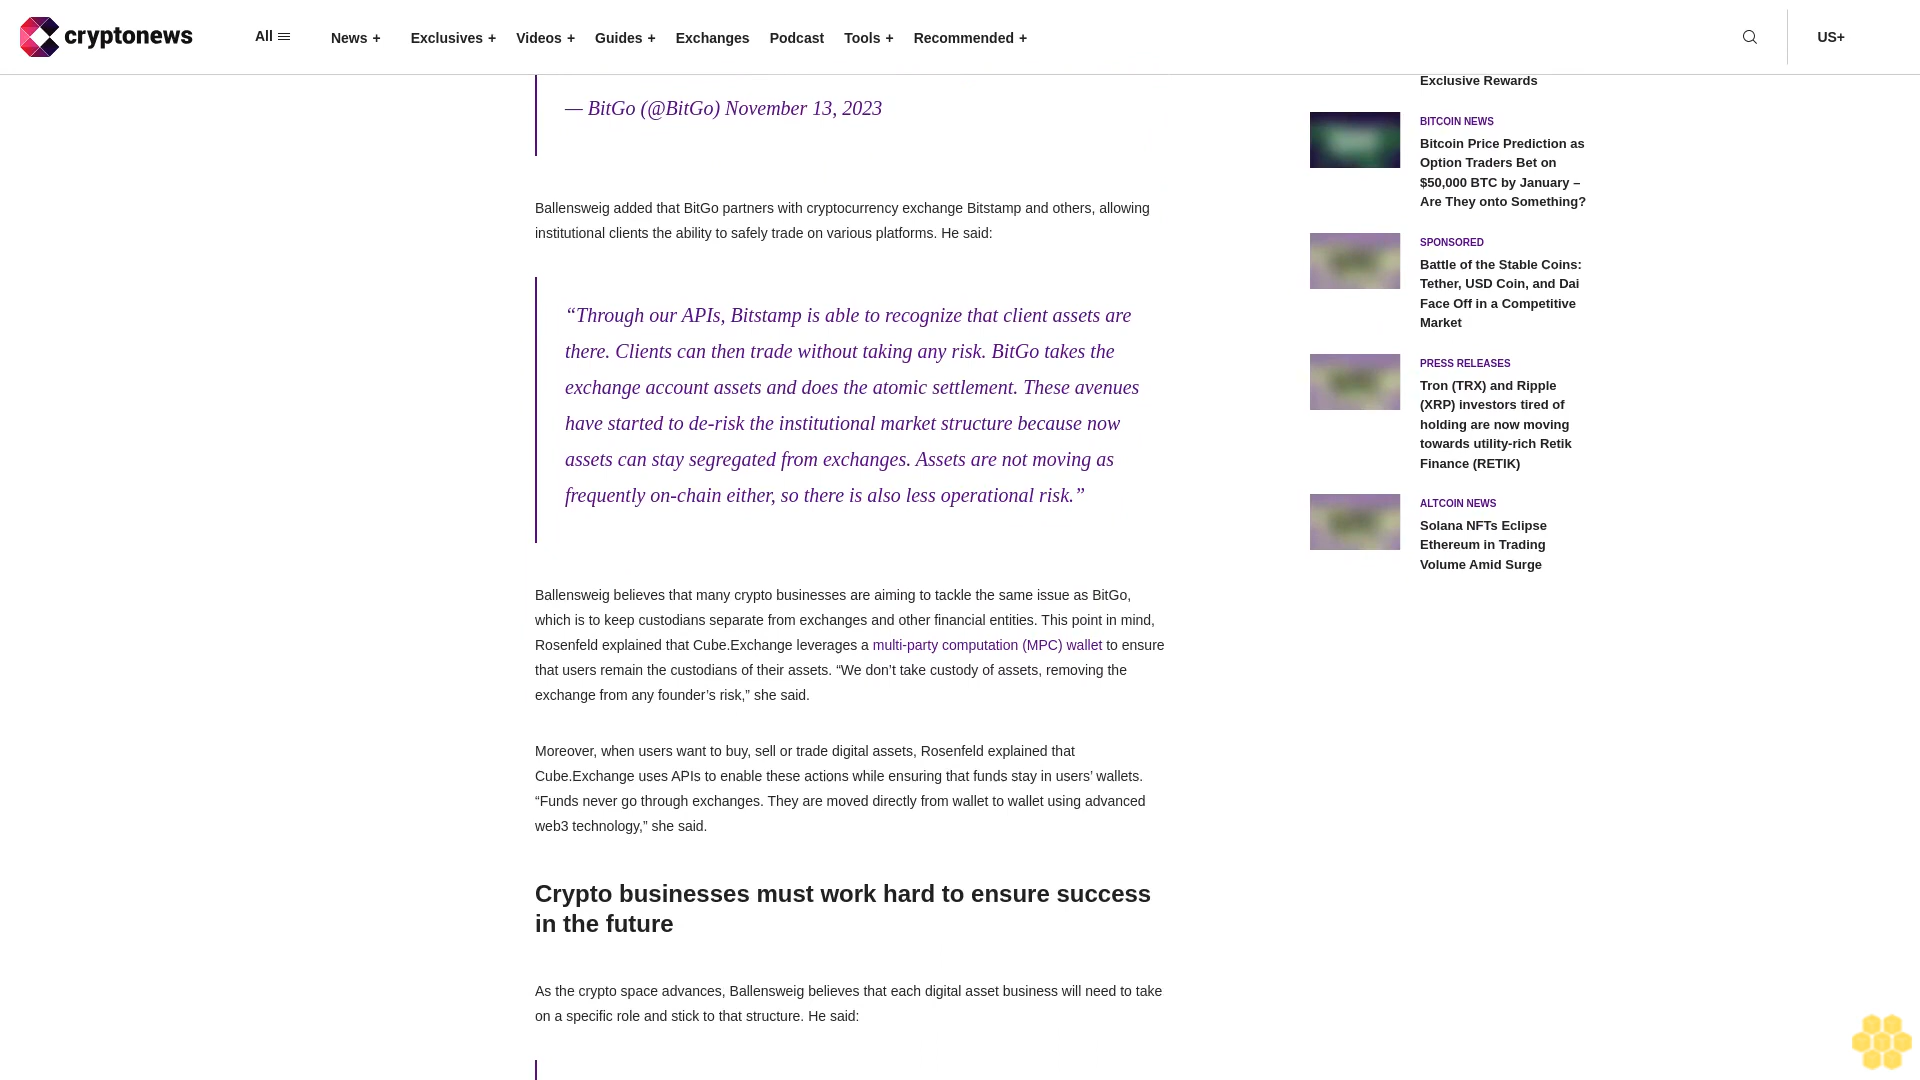 cryptonews
All
News +
Exclusives +
Videos +
Guides +
Exchanges
Podcast
Tools +
Recommended +
US+
— BitGo (@BitGo) November 13, 2023
Ballensweig added that BitGo partners with cryptocurrency exchange Bitstamp and others, allowing
institutional clients the ability to safely trade on various platforms. He said:
“Through our APIs, Bitstamp is able to recognize that client assets are
there. Clients can then trade without taking any risk. BitGo takes the
exchange account assets and does the atomic settlement. These avenues
have started to de-risk the institutional market structure because now
assets can stay segregated from exchanges. Assets are not moving as
frequently on-chain either, so there is also less operational risk.”
Ballensweig believes that many crypto businesses are aiming to tackle the same issue as BitGo,
which is to keep custodians separate from exchanges and other financial entities. This point in mind,
Rosenfeld explained that Cube.Exchange leverages a multi-party computation (MPC) wallet to ensure
that users remain the custodians of their assets. “We don’t take custody of assets, removing the
exchange from any founder’s risk,” she said.
Moreover, when users want to buy, sell or trade digital assets, Rosenfeld explained that
Cube.Exchange uses APIs to enable these actions while ensuring that funds stay in users’ wallets.
“Funds never go through exchanges. They are moved directly from wallet to wallet using advanced
web3 technology,” she said.
Crypto businesses must work hard to ensure success
in the future
As the crypto space advances, Ballensweig believes that each digital asset business will need to take
on a specific role and stick to that structure. He said:
Exclusive Rewards
BITCOIN NEWS
Bitcoin Price Prediction as
Option Traders Bet on
$50,000 BTC by January –
Are They onto Something?
SPONSORED
Battle of the Stable Coins:
Tether, USD Coin, and Dai
Face Off in a Competitive
Market
PRESS RELEASES
Tron (TRX) and Ripple
(XRP) investors tired of
holding are now moving
towards utility-rich Retik
Finance (RETIK)
ALTCOIN NEWS
Solana NFTs Eclipse
Ethereum in Trading
Volume Amid Surge